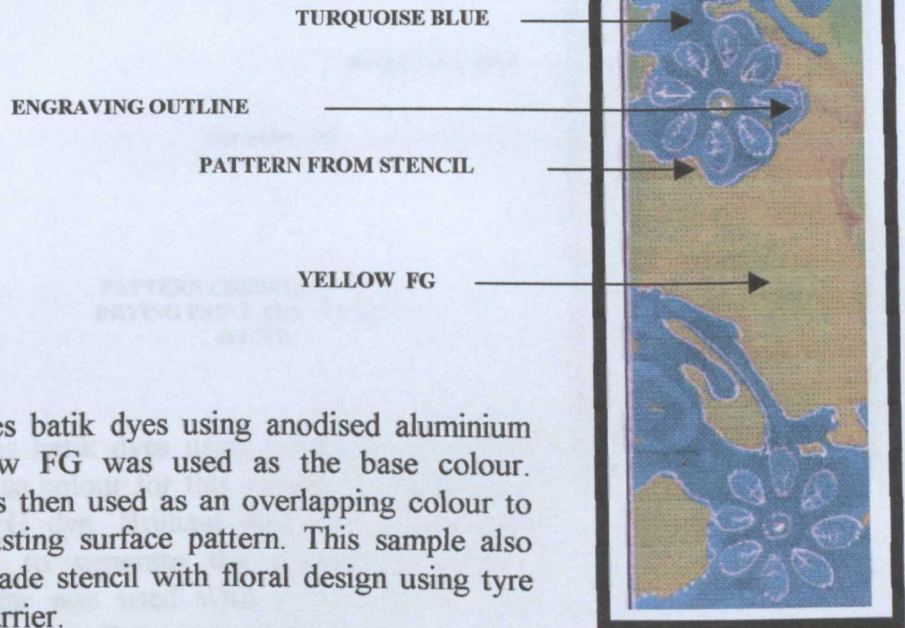 TURQUOISE BLUE
ENGRAVING OUTLINE
PATTERN FROM STENCIL
YELLOW FG
es batik dyes using anodised aluminium
w FG was used as the base colour.
s then used as an overlapping colour to
asting surface pattern. This sample also
ade stencil with floral design using tyre
arrier.